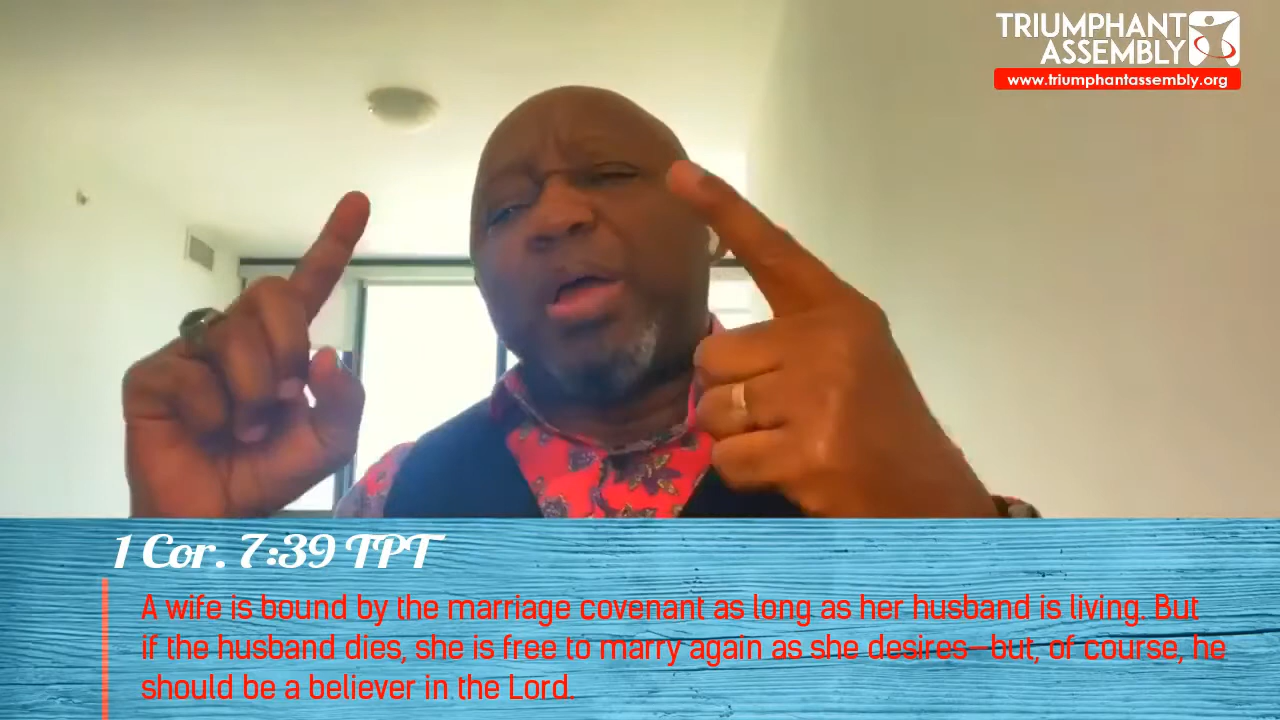 TRIUMPHANT
ASSEMBLY
www.triumphantassembly.org
1 Cor. 7:39 TPT
A wife is bound by the marriage covenant as long as her husband is living. But
if the husband dies, she is free to marry again as she desires—but, of course, he
should be a believer in the Lord.